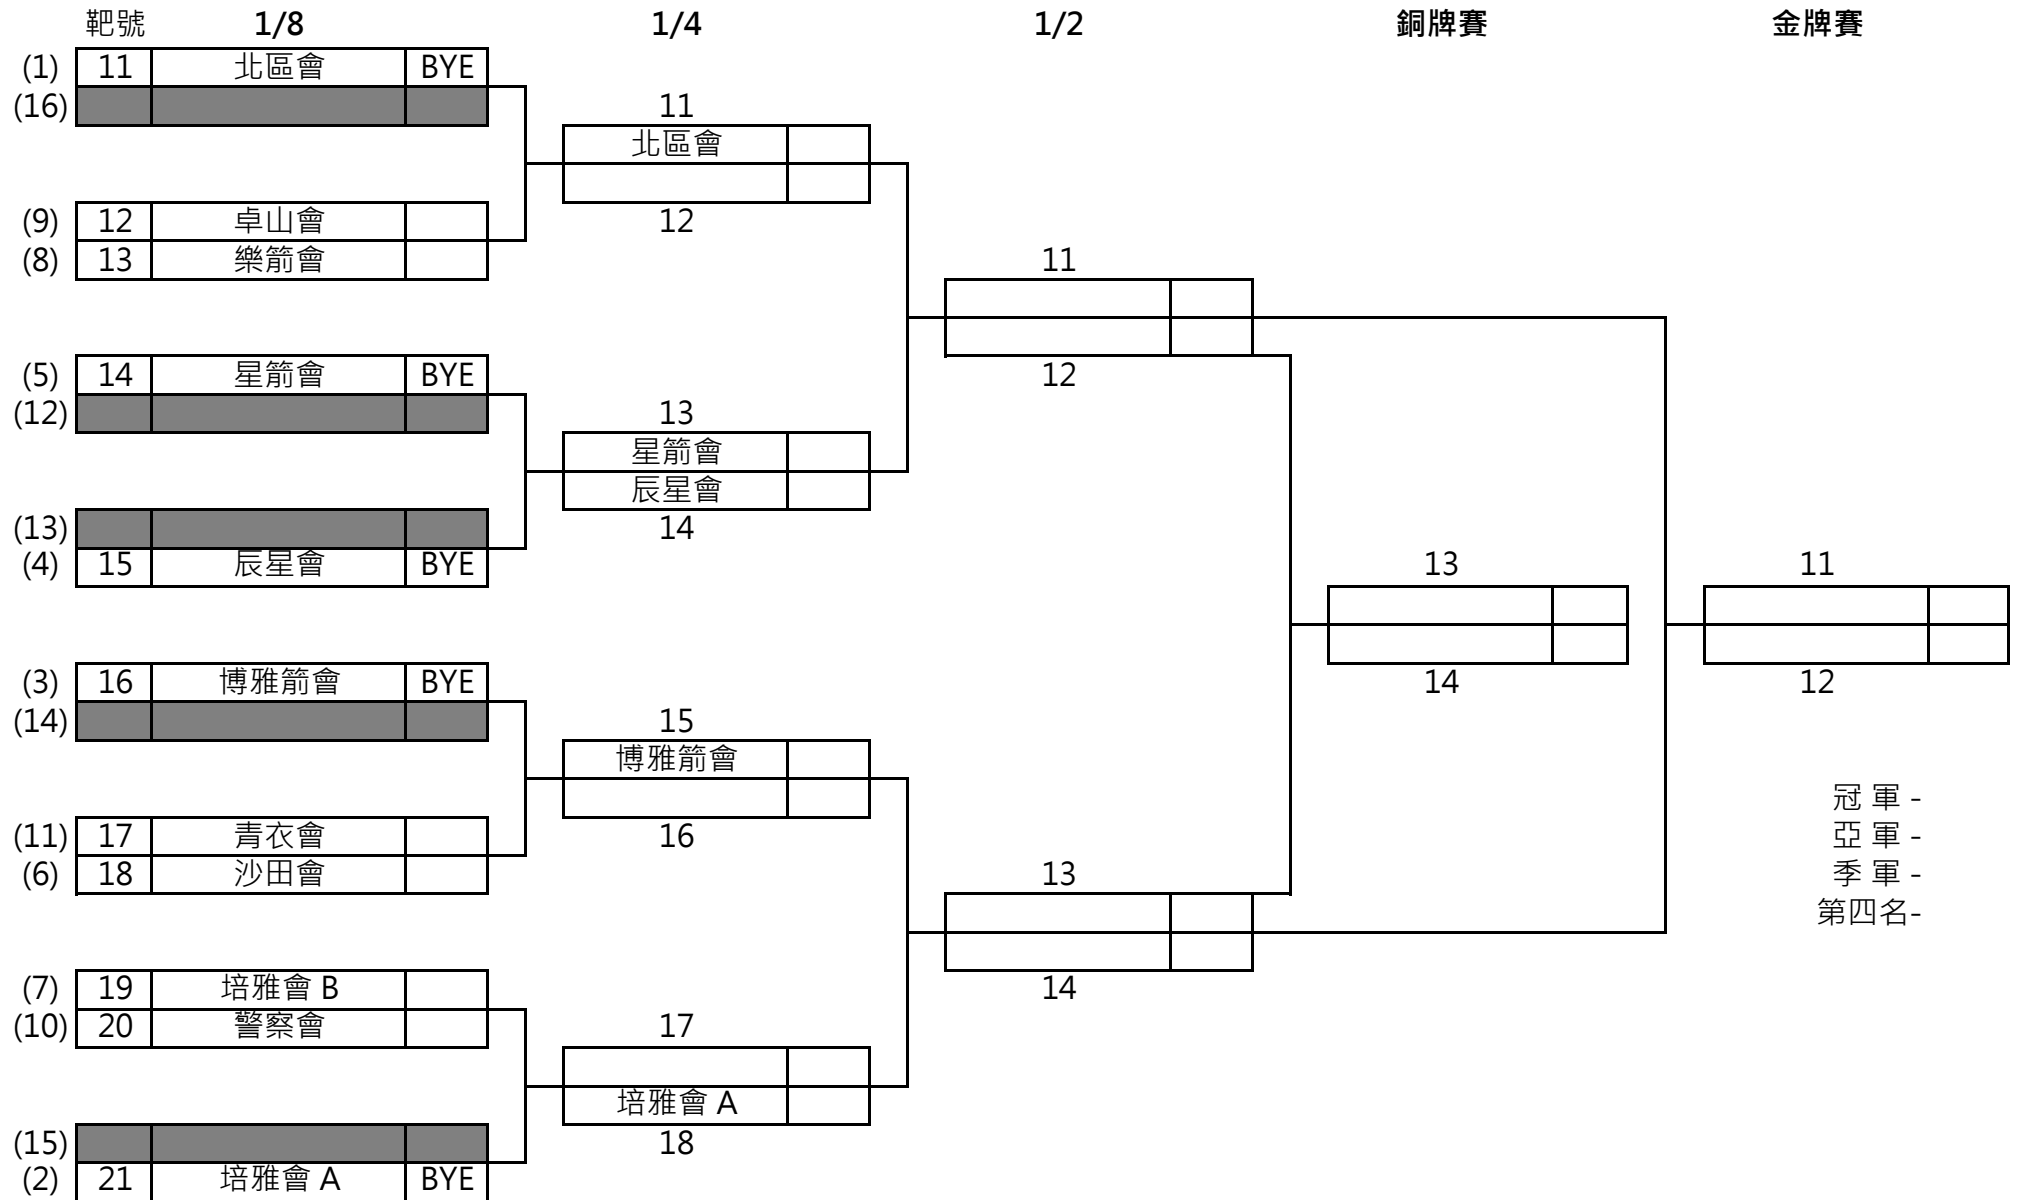 靶號 1/8 1/4 1/2 銅牌賽 金牌賽
(1) 11 北區會 BYE
(16) 11
北區會
(9) 12 卓山會 12
(8) 13 樂箭會 11
(5) 14 星箭會 BYE 12
(12) 13
星箭會
辰星會
(13) 14
(4) 15 辰星會 BYE 13 11
(3) 16 博雅箭會 BYE 14 12
(14) 15
博雅箭會
冠 軍 -
(11) 17 青衣會 16 亞 軍 -
(6) 18 沙田會 13 季 軍 -
第四名-
(7) 19 培雅會 B 14
(10) 20 警察會 17
培雅會 A
(15) 18
(2) 21 培雅會 A BYE